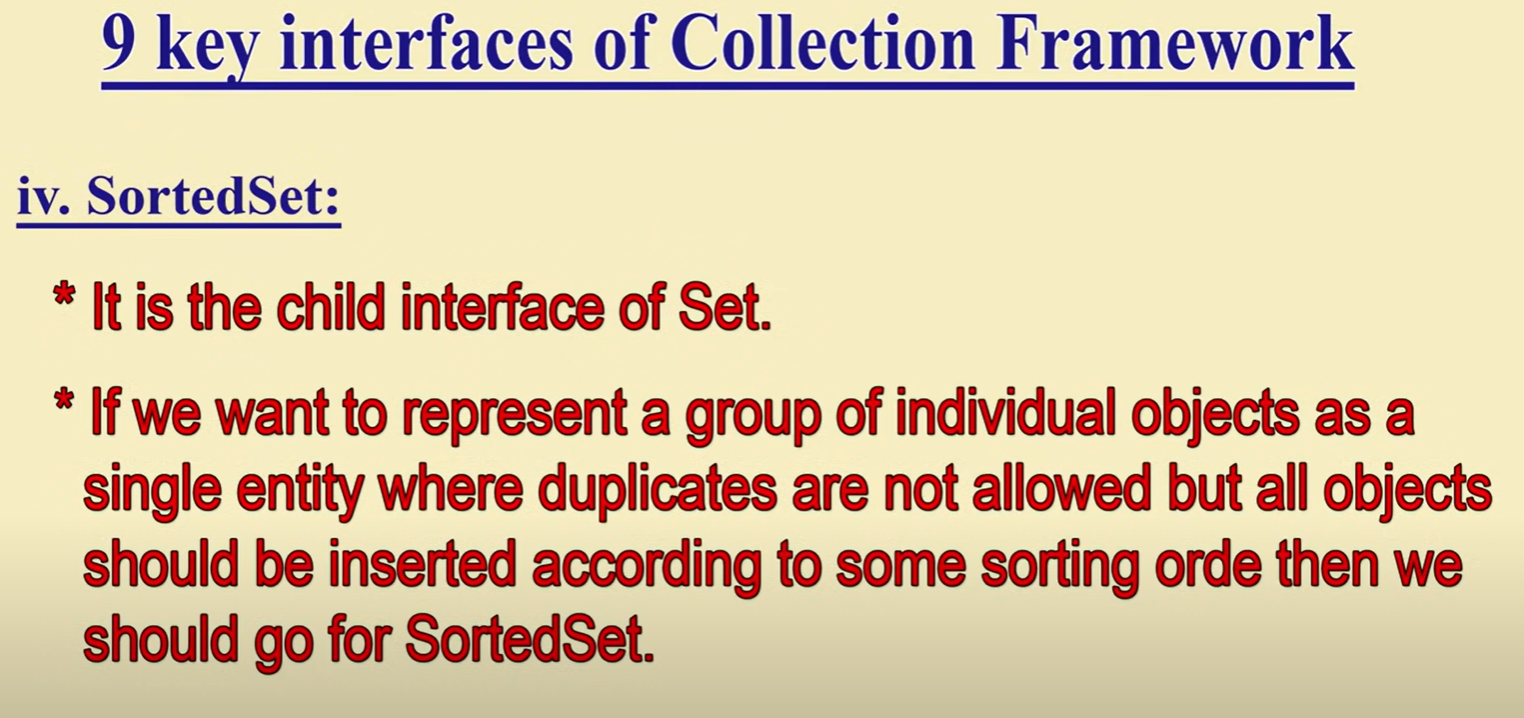 9 key interfaces of Collection Framework
iv. SortedSet:
* It is the child interface of Set.
* If we want to represent a group of individual objects as a
single entity where duplicates are not allowed but all objects
should be inserted according to some sorting orde then we
should go for SortedSet.